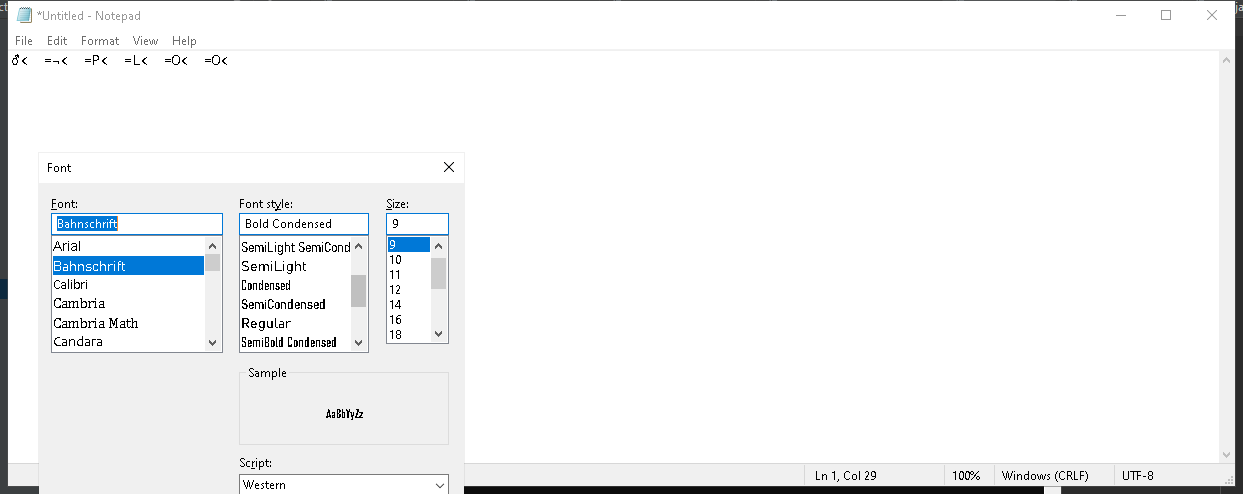 *Untitled - Notepad
File Edit Format View Help
♂< =¬< =P< =L< =O< =O<
Font
Font: Font style: Size:
Bahnschrift Bold Condensed 9
Arial SemiLight SemiCond 9
Bahnschrift SemiLight 10
Calibri Condensed 11
Cambria SemiCondensed 12
Cambria Math Regular 14
Candara SemiBold Condensed 16
18
Sample
AaBbYyZz
Script:
Western
Ln 1, Col 29 100% Windows (CRLF) UTF-8